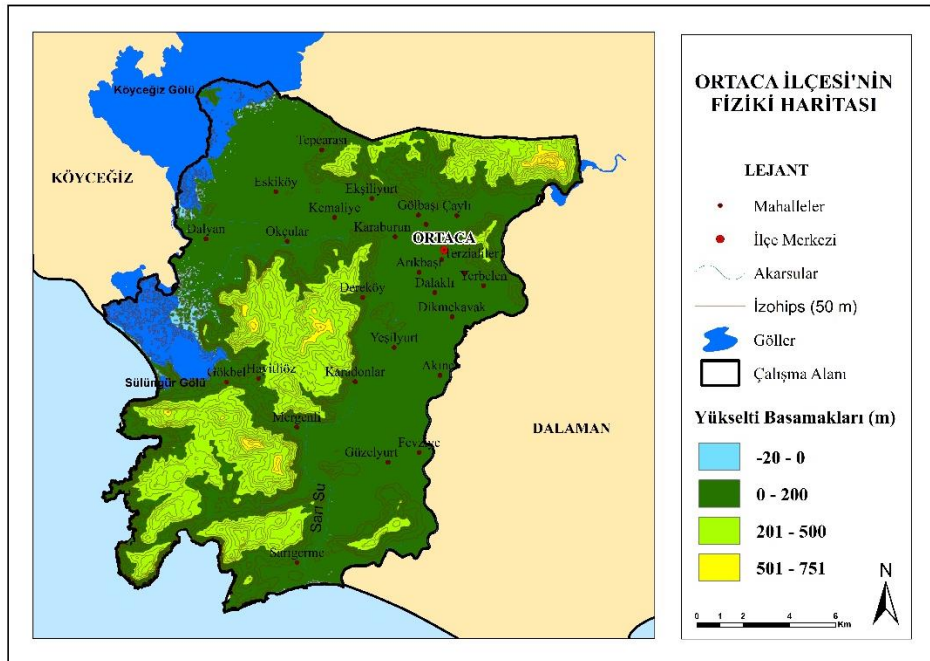 Köyceğiz Gölü
Tepearası
KÖYCEĞİZ
Eskiköy
Ekşiliyurt
Kemaliye
Gölbaşı Çaylı
Dalyan
Okçular
Karaburun
ORTACA
Terzialiler
Arıkbaşı
Yerbelen
Dalaklı
Dereköy
Dikmekavak
Yeşilyurt
Sülüngür Gölü
Gökbel
Karadonlar
Akıncı
Mergenli
DALAMAN
Güzelyurt
Fevziye
Sarı Su
Sarıgerme
ORTACA İLÇESİ'NİN
FİZİKİ HARİTASI
LEJANT
Mahalleler
İlçe Merkezi
Akarsular
İzohips (50 m)
Göller
Çalışma Alanı
Yükselti Basamakları (m)
-20 - 0
0 - 200
201 - 500
501 - 751
N
0 1 2 4 6
Km